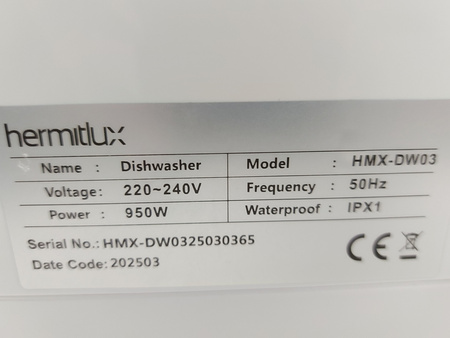 hermitlux
Name : Dishwasher Model : HMX-DW03
Voltage: 220~240V Frequency : 50Hz
Power : 950W Waterproof : IPX1
Serial No.: HMX-DW0325030365
Date Code: 202503
CE